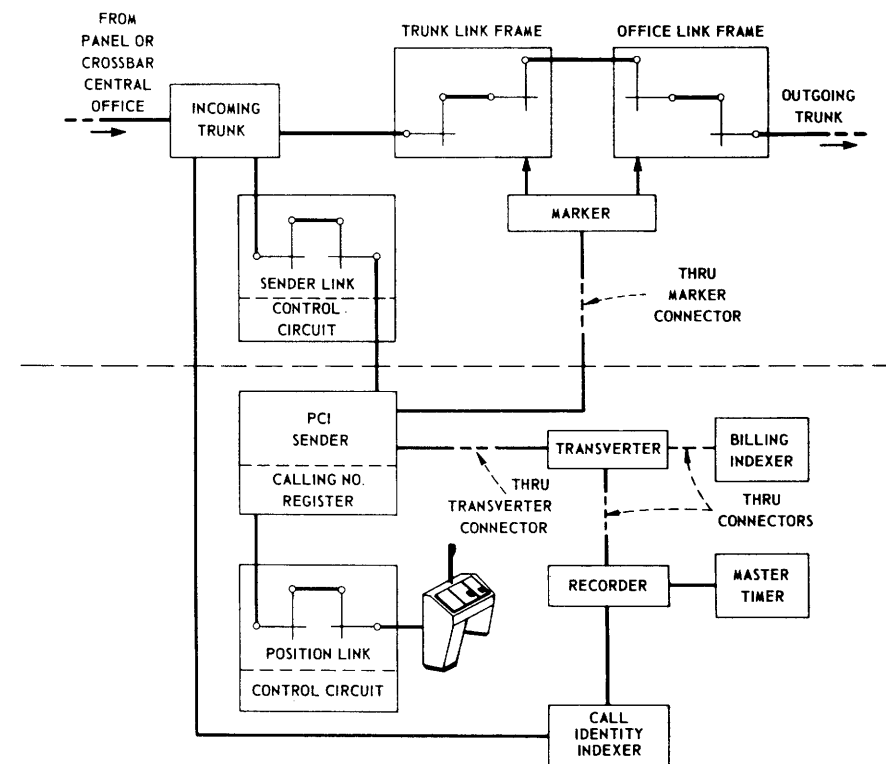 FROM
PANEL OR
CROSSBAR
CENTRAL
OFFICE
TRUNK LINK FRAME
OFFICE LINK FRAME
INCOMING
TRUNK
OUTGOING
TRUNK
MARKER
SENDER LINK
CONTROL
CIRCUIT
THRU
MARKER
CONNECTOR
PCI
SENDER
CALLING NO.
REGISTER
TRANSVERTER
BILLING
INDEXER
THRU
TRANSVERTER
CONNECTOR
THRU
CONNECTORS
RECORDER
MASTER
TIMER
POSITION LINK
CONTROL CIRCUIT
CALL
IDENTITY
INDEXER